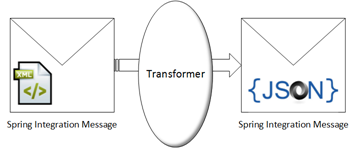 Transformer
XML
</>
{JSON}
Spring Integration Message
Spring Integration Message